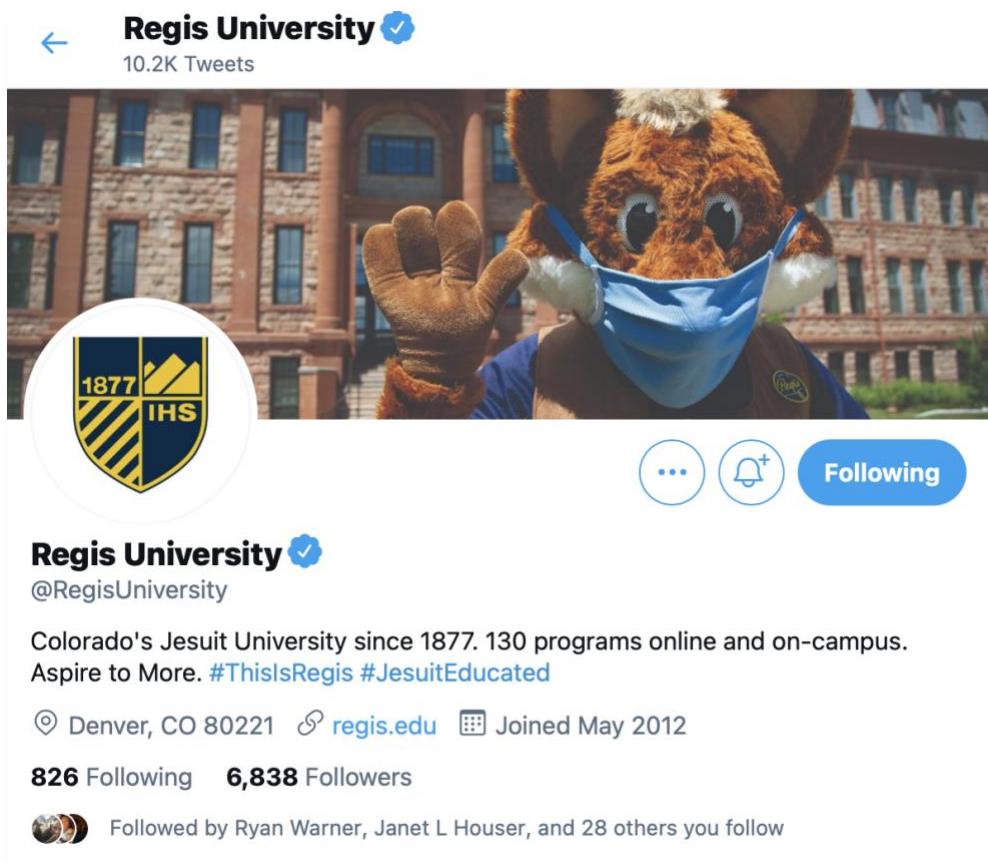 Regis University
10.2K Tweets
Regis
1877
IHS
Following
Regis University
@RegisUniversity
Colorado's Jesuit University since 1877. 130 programs online and on-campus.
Aspire to More. #ThisIsRegis #JesuitEducated
Denver, CO 80221 regis.edu Joined May 2012
826 Following 6,838 Followers
Followed by Ryan Warner, Janet L Houser, and 28 others you follow